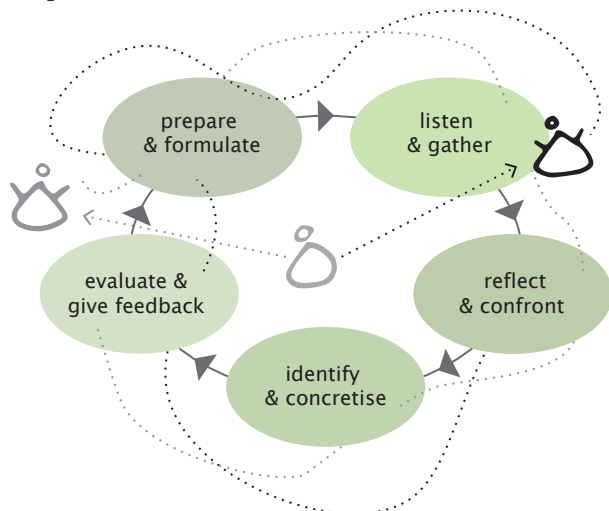 prepare
& formulate
listen
& gather
reflect
& confront
identify
& concretise
evaluate &
give feedback